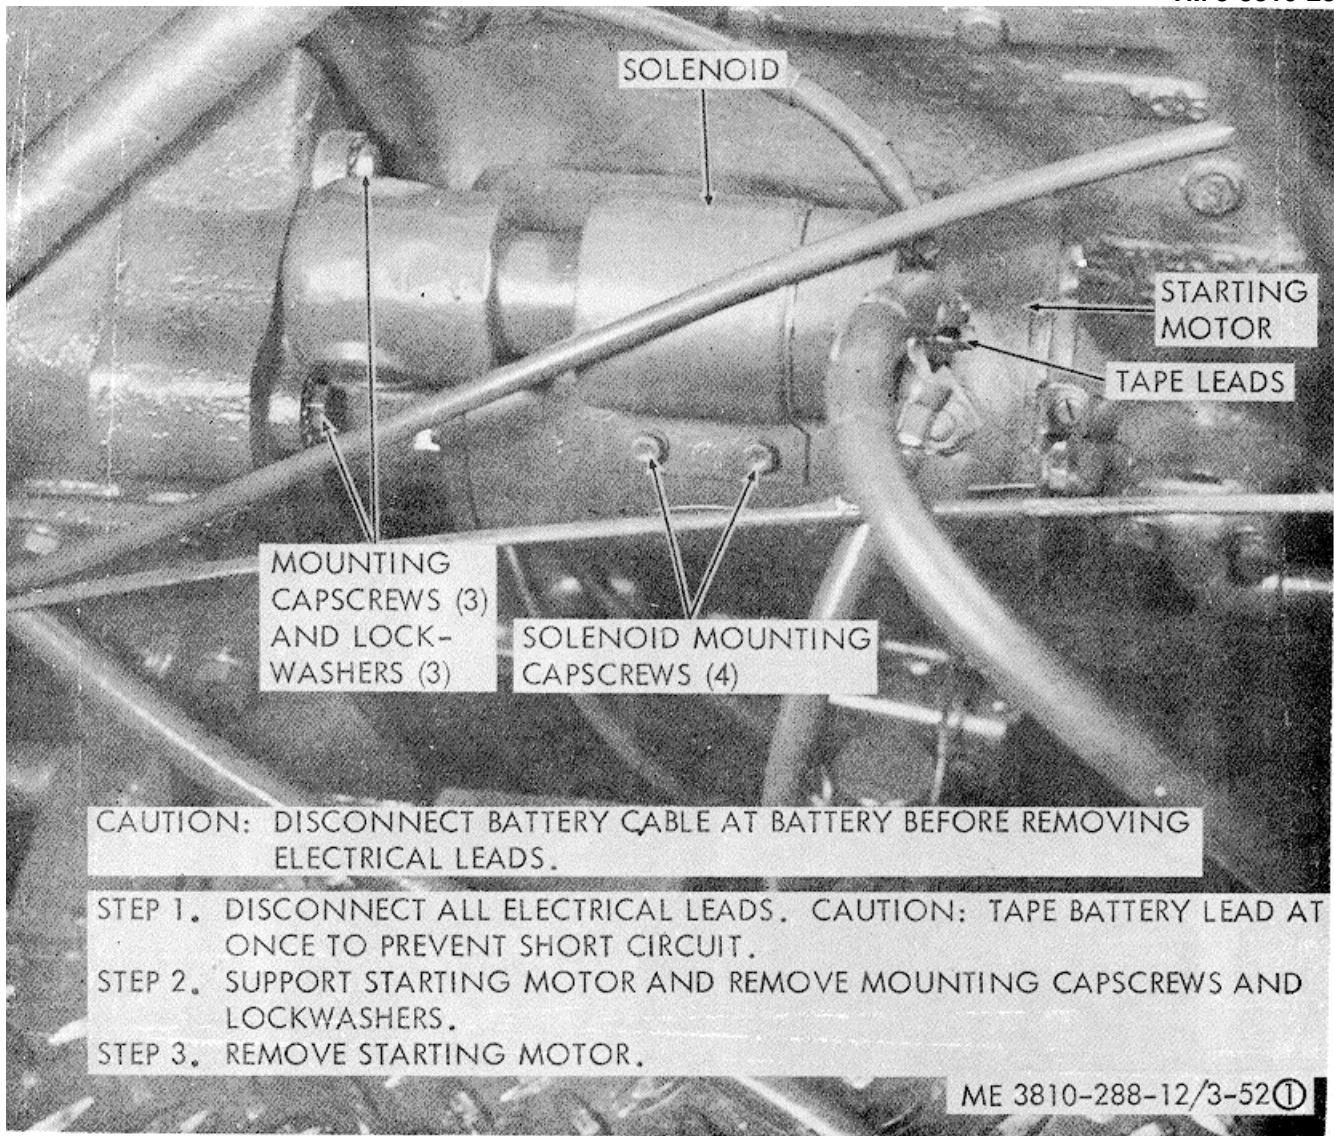 SOLENOID
STARTING
MOTOR
TAPE LEADS
MOUNTING
CAPSCREWS (3)
AND LOCK-
WASHERS (3)
SOLENOID MOUNTING
CAPSCREWS (4)
CAUTION: DISCONNECT BATTERY CABLE AT BATTERY BEFORE REMOVING
ELECTRICAL LEADS.
STEP 1. DISCONNECT ALL ELECTRICAL LEADS. CAUTION: TAPE BATTERY LEAD AT
ONCE TO PREVENT SHORT CIRCUIT.
STEP 2. SUPPORT STARTING MOTOR AND REMOVE MOUNTING CAPSCREWS AND
LOCKWASHERS.
STEP 3. REMOVE STARTING MOTOR.
ME 3810-288-12/3-52①